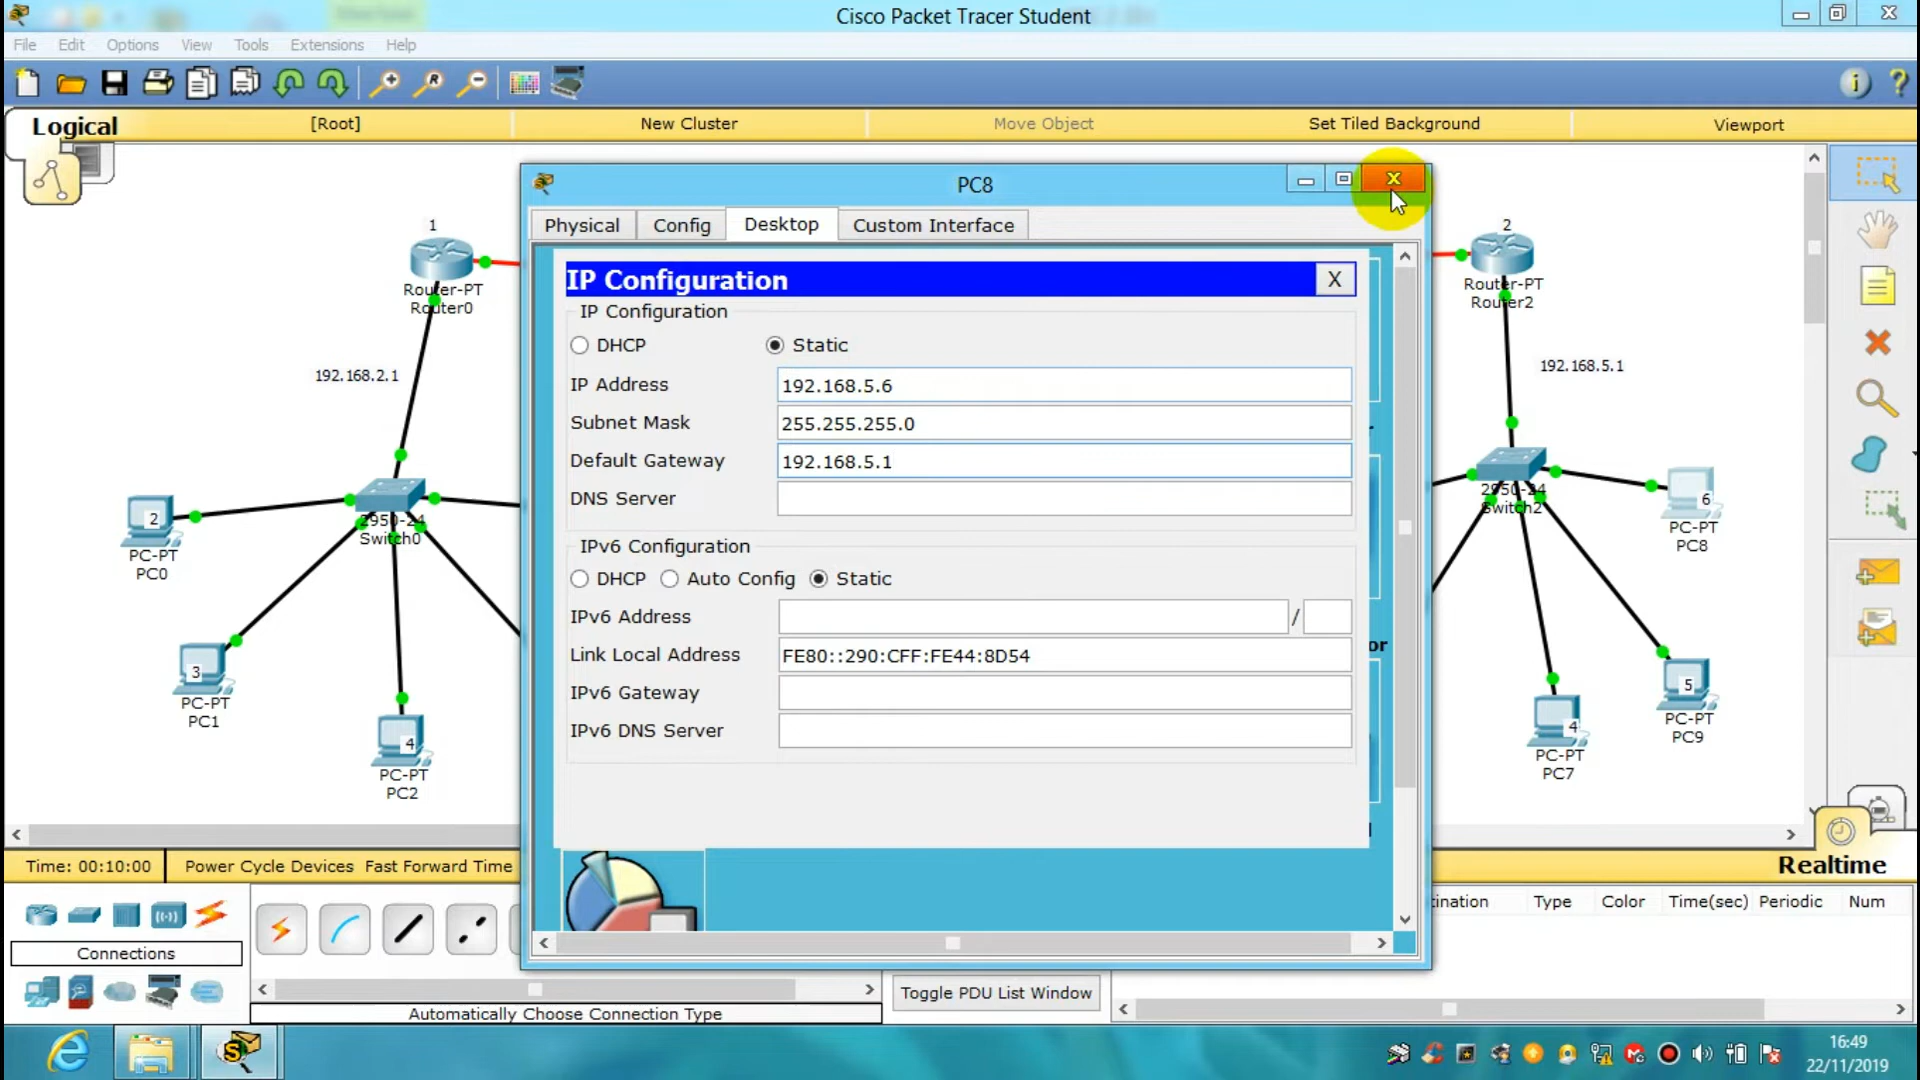 Cisco Packet Tracer Student
File Edit Options View Tools Extensions Help
Logical [Root] New Cluster Move Object Set Tiled Background Viewport
PC8
Physical Config Desktop Custom Interface
IP Configuration X
IP Configuration
DHCP Static
IP Address 192.168.5.6
Subnet Mask 255.255.255.0
Default Gateway 192.168.5.1
DNS Server
IPv6 Configuration
DHCP Auto Config Static
IPv6 Address /
Link Local Address FE80::290:CFF:FE44:8D54
IPv6 Gateway
IPv6 DNS Server
1
Router-PT
Router0
192.168.2.1
2950-24
Switch0
2
PC-PT
PC0
3
PC-PT
PC1
4
PC-PT
PC2
2
Router-PT
Router2
192.168.5.1
2950-24
Switch2
6
PC-PT
PC8
5
PC-PT
PC9
4
PC-PT
PC7
or
Time: 00:10:00 Power Cycle Devices Fast Forward Time
Realtime
Connections
Automatically Choose Connection Type
Toggle PDU List Window
tination Type Color Time(sec) Periodic Num
16:49
22/11/2019